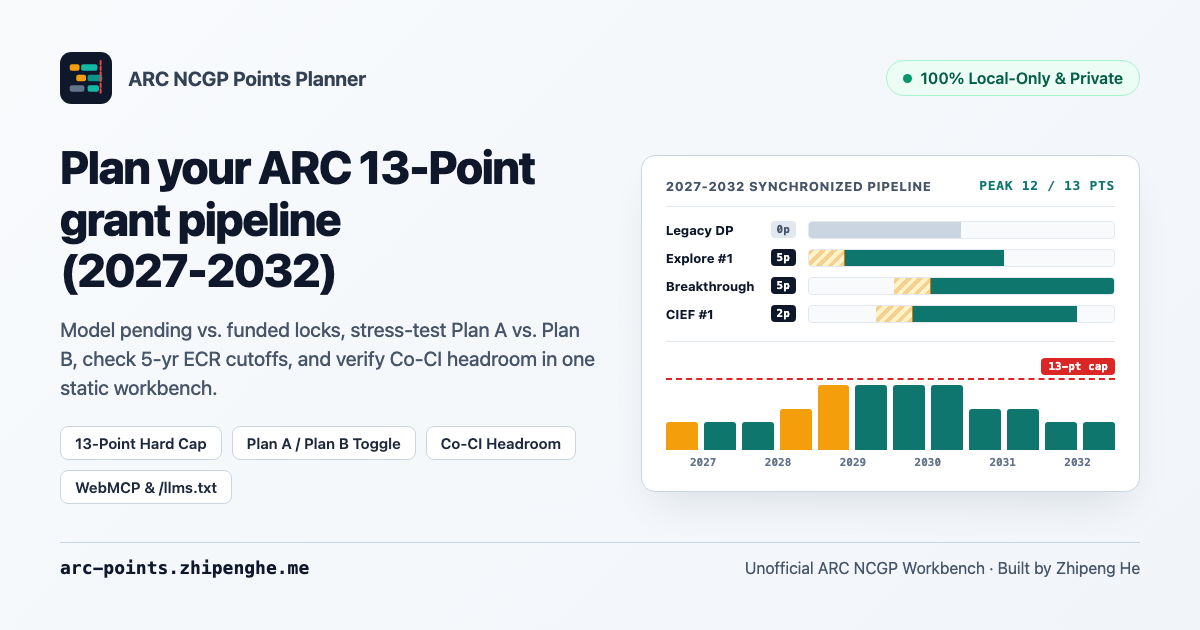 ARC NCGP Points Planner
100% Local-Only & Private
Plan your ARC 13-Point
grant pipeline
(2027-2032)
Model pending vs. funded locks, stress-test Plan A vs. Plan
B, check 5-yr ECR cutoffs, and verify Co-CI headroom in one
static workbench.
13-Point Hard Cap
Plan A / Plan B Toggle
Co-CI Headroom
WebMCP & /llms.txt
2027-2032 SYNCHRONIZED PIPELINE
PEAK 12 / 13 PTS
Legacy DP 0p
Explore #1 5p
Breakthrough 5p
CIEF #1 2p
13-pt cap
2027 2028 2029 2030 2031 2032
arc-points.zhipenghe.me
Unofficial ARC NCGP Workbench · Built by Zhipeng He